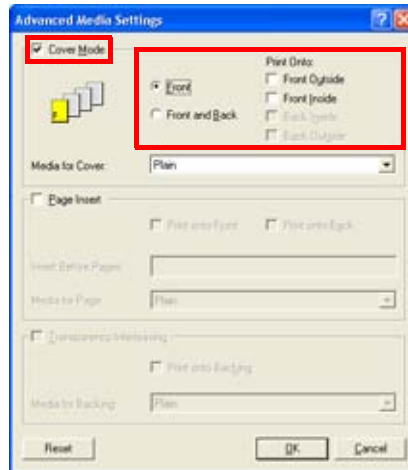 Advanced Media Settings
Cover Mode
Print Onto:
Front
Front Outside
Front Inside
Front and Back
Back Inside
Back Outside
Media for Cover:
Plain
Page Insert
Print onto Front
Print onto Back
Insert Before Pages:
Media for Page:
Plain
Transparency Interleaving
Print onto Backing
Media for Backing:
Plain
Reset
OK
Cancel